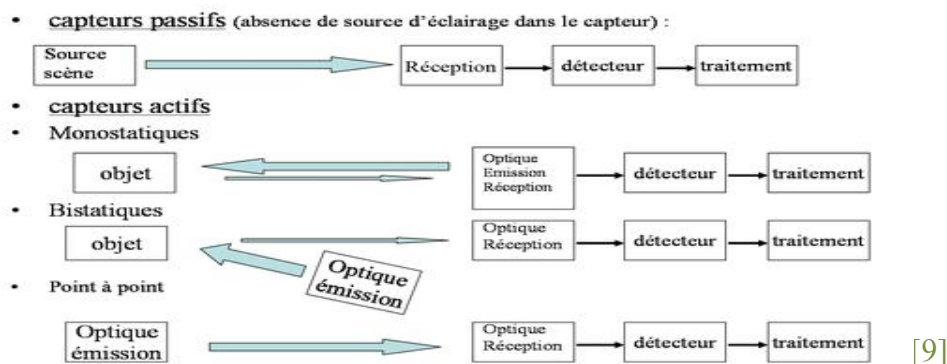 • capteurs passifs (absence de source d'éclairage dans le capteur) :
Source
scène
Réception
détecteur
traitement
• capteurs actifs
• Monostatiques
objet
Optique
Emission
Réception
détecteur
traitement
• Bistatiques
objet
Optique
émission
Optique
Réception
détecteur
traitement
• Point à point
Optique
émission
Optique
Réception
détecteur
traitement
[9]